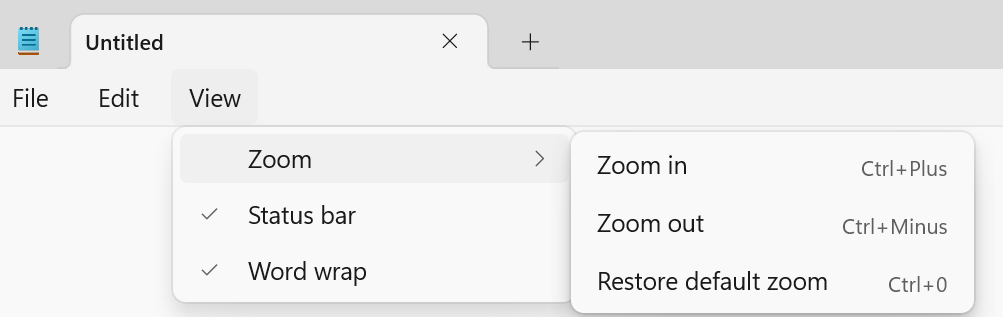 Untitled
File Edit View
Zoom
Status bar
Word wrap
Zoom in Ctrl+Plus
Zoom out Ctrl+Minus
Restore default zoom Ctrl+0